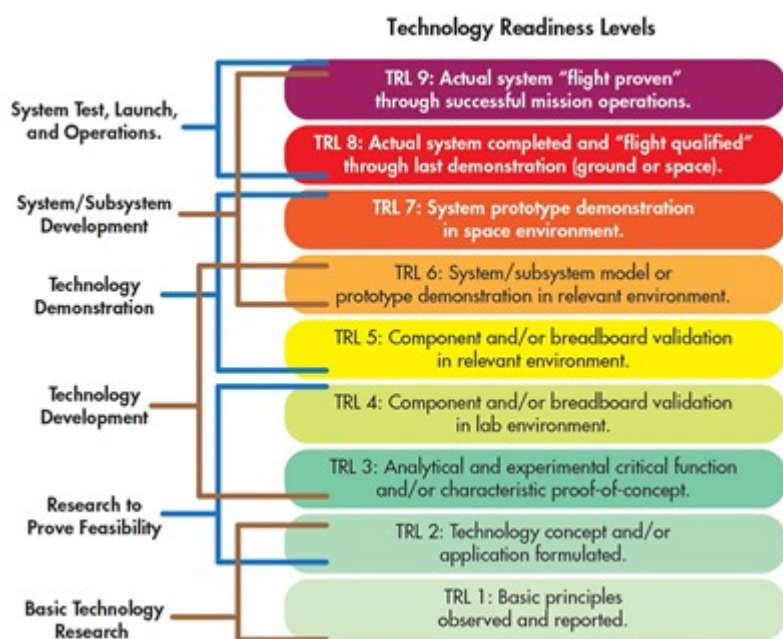 Technology Readiness Levels
System Test, Launch,
and Operations.
System/Subsystem
Development
Technology
Demonstration
Technology
Development
Research to
Prove Feasibility
Basic Technology
Research
TRL 9: Actual system “flight proven”
through successful mission operations.
TRL 8: Actual system completed and “flight qualified”
through last demonstration (ground or space).
TRL 7: System prototype demonstration
in space environment.
TRL 6: System/subsystem model or
prototype demonstration in relevant environment.
TRL 5: Component and/or breadboard validation
in relevant environment.
TRL 4: Component and/or breadboard validation
in lab environment.
TRL 3: Analytical and experimental critical function
and/or characteristic proof-of-concept.
TRL 2: Technology concept and/or
application formulated.
TRL 1: Basic principles
observed and reported.